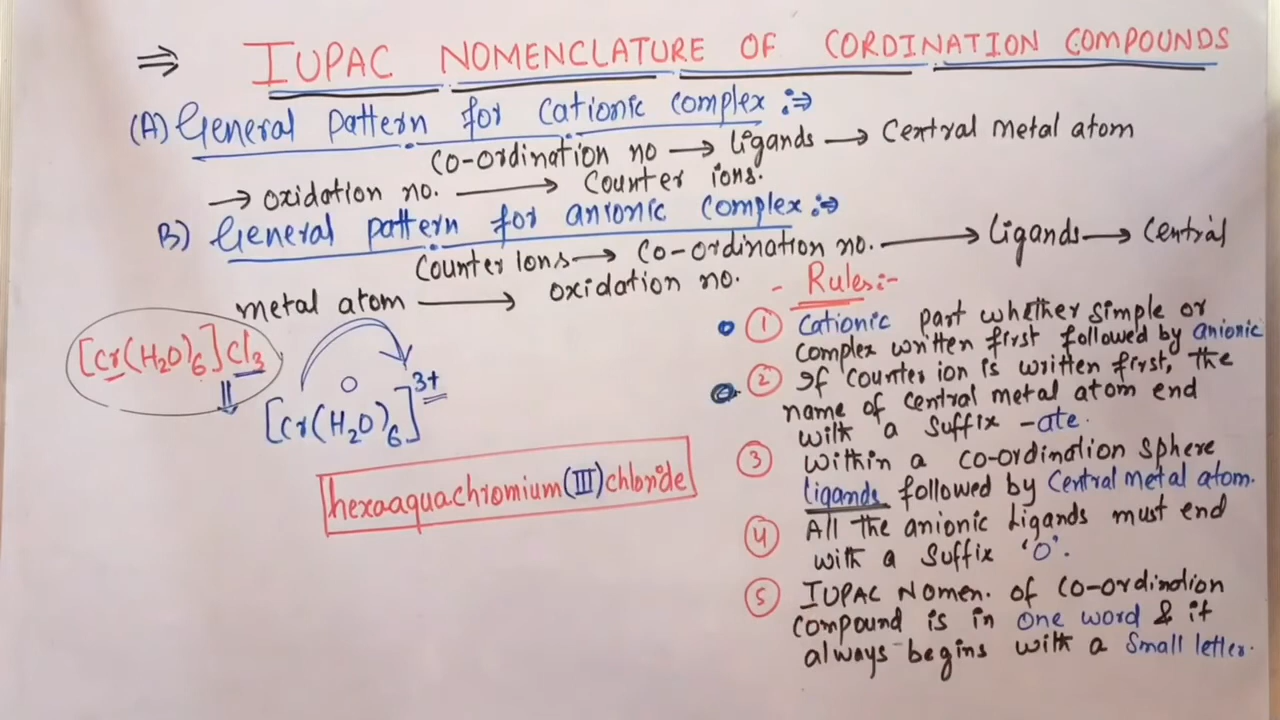 ⇒ IUPAC NOMENCLATURE OF CORDINATION COMPOUNDS
(A) General pattern for cationic complex :⇒
co-ordination no → ligands → central metal atom
→ oxidation no. → counter ions.
B) General pattern for anionic complex :⇒
counter Ions → co-ordination no. → ligands → central
metal atom → oxidation no.
[Cr(H2O)6]Cl3
⇓
O
[Cr(H2O)6]3+
hexaaquachromium(III)chloride
- Rules:-
① Cationic part whether simple or
complex written first followed by anionic
② If counter ion is written first, the
name of central metal atom end
with a suffix -ate.
③ within a co-ordination sphere
ligands followed by central metal atom.
④ All the anionic ligands must end
with a suffix 'o'.
⑤ IUPAC Nomen. of co-ordination
compound is in one word & it
always begins with a small letter.